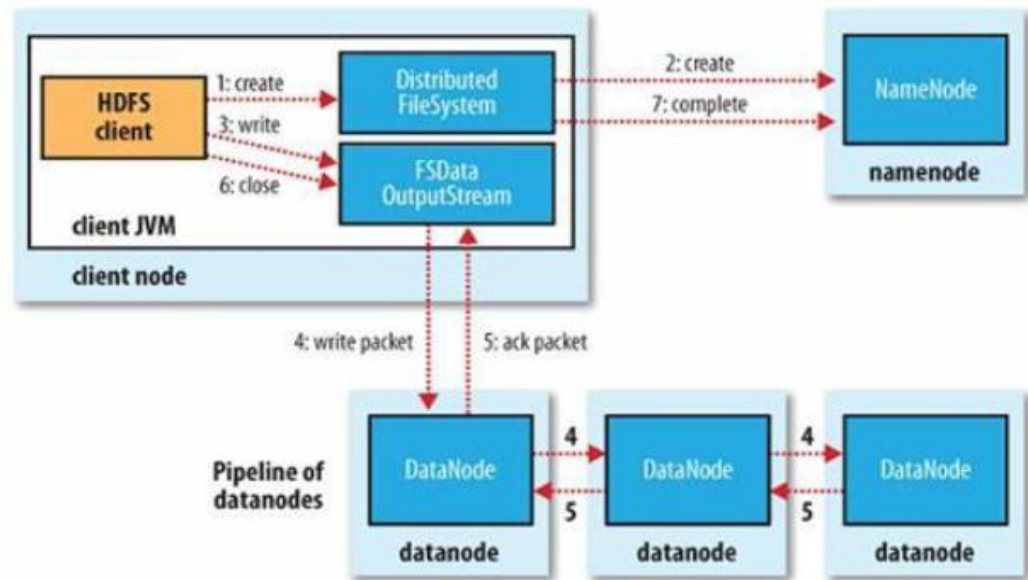 HDFS
client
1: create
3: write
6: close
Distributed
FileSystem
FSData
OutputStream
client JVM
client node
2: create
7: complete
NameNode
namenode
4: write packet
5: ack packet
Pipeline of
datanodes
DataNode
4
5
DataNode
4
5
DataNode
datanode
datanode
datanode